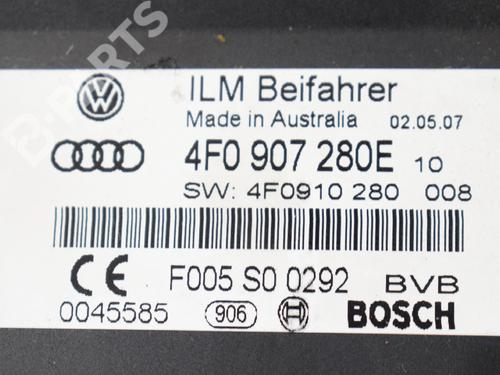 B-PARTS
ILM Beifahrer
Made in Australia 02.05.07
4F0 907 280E 10
SW: 4F0910 280 008
F005 S0 0292 BVB
0045585 906 BOSCH